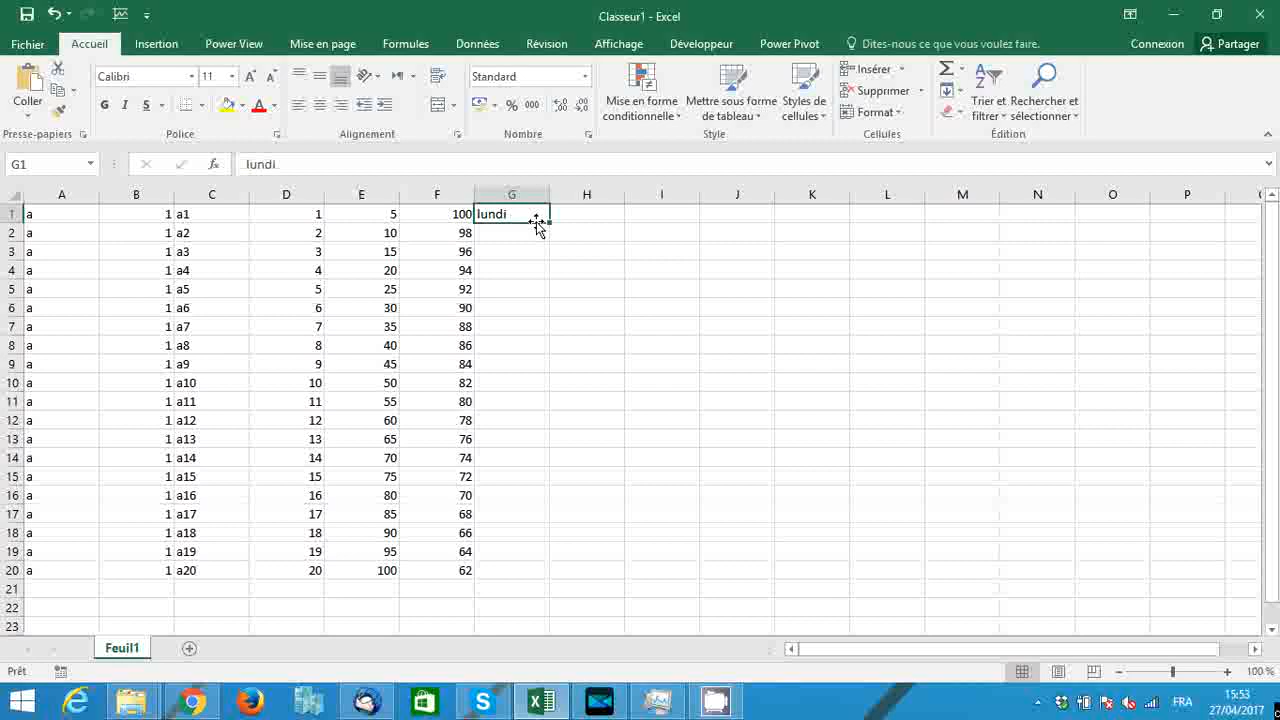 Classeur1 - Excel
Fichier Accueil Insertion Power View Mise en page Formules Données Révision Affichage Développeur Power Pivot Dites-nous ce que vous voulez faire. Connexion Partager
Coller
Calibri 11
G I S
Standard
% 000
Mise en forme conditionnelle
Mettre sous forme de tableau
Styles de cellules
Insérer
Supprimer
Format
Trier et filtrer
Rechercher et sélectionner
Presse-papiers Police Alignement Nombre Style Cellules Édition
G1 fx lundi
A B C D E F G H I J K L M N O P
1 a 1 a1 1 5 100 lundi
2 a 1 a2 2 10 98
3 a 1 a3 3 15 96
4 a 1 a4 4 20 94
5 a 1 a5 5 25 92
6 a 1 a6 6 30 90
7 a 1 a7 7 35 88
8 a 1 a8 8 40 86
9 a 1 a9 9 45 84
10 a 1 a10 10 50 82
11 a 1 a11 11 55 80
12 a 1 a12 12 60 78
13 a 1 a13 13 65 76
14 a 1 a14 14 70 74
15 a 1 a15 15 75 72
16 a 1 a16 16 80 70
17 a 1 a17 17 85 68
18 a 1 a18 18 90 66
19 a 1 a19 19 95 64
20 a 1 a20 20 100 62
21
22
23
Feuil1
Prêt 100 %
FRA 15:53
27/04/2017